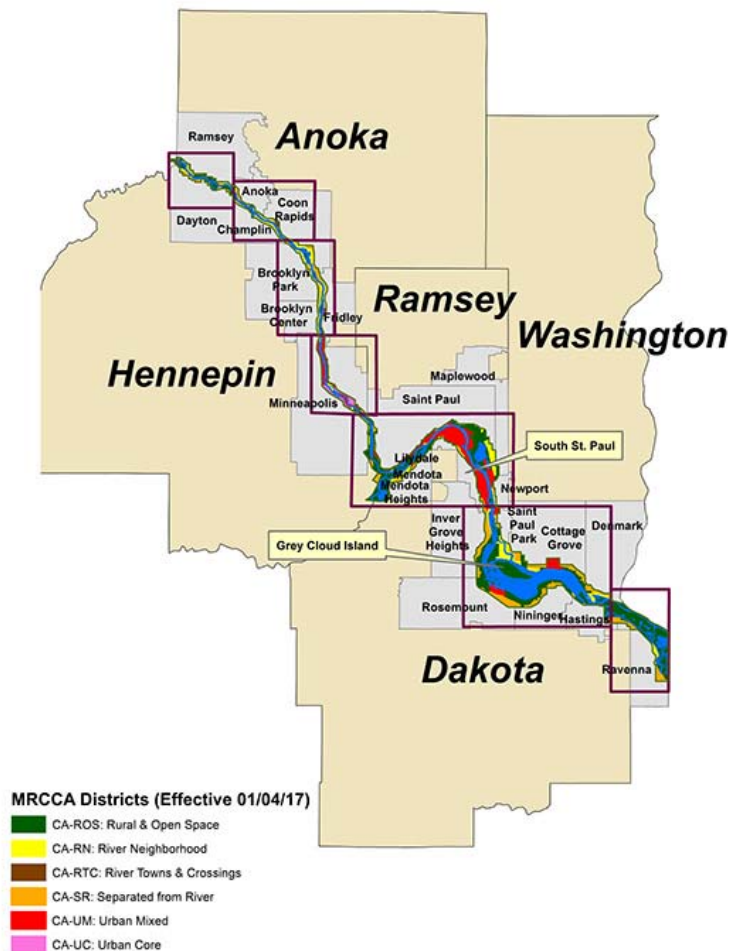 Ramsey
Anoka
Anoka
Coon
Rapids
Dayton
Champlin
Brooklyn
Park
Ramsey
Brooklyn
Center
Fridley
Washington
Hennepin
Maplewood
Minneapolis
Saint Paul
South St. Paul
Lilydale
Mendota
Mendota
Heights
Newport
Inver
Grove
Heights
Saint
Paul
Park
Cottage
Grove
Denmark
Grey Cloud Island
Rosemount
Nininger
Hastings
Dakota
Ravenna
MRCCA Districts (Effective 01/04/17)
CA-ROS: Rural & Open Space
CA-RN: River Neighborhood
CA-RTC: River Towns & Crossings
CA-SR: Separated from River
CA-UM: Urban Mixed
CA-UC: Urban Core